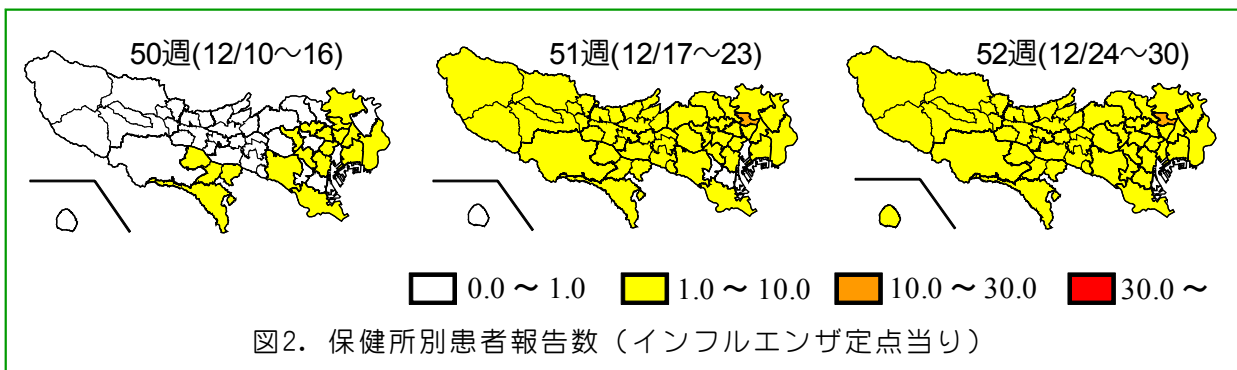 50週(12/10～16) 51週(12/17～23) 52週(12/24～30)
0.0 ～ 1.0 1.0 ～ 10.0 10.0 ～ 30.0 30.0 ～
図2．保健所別患者報告数（インフルエンザ定点当り）